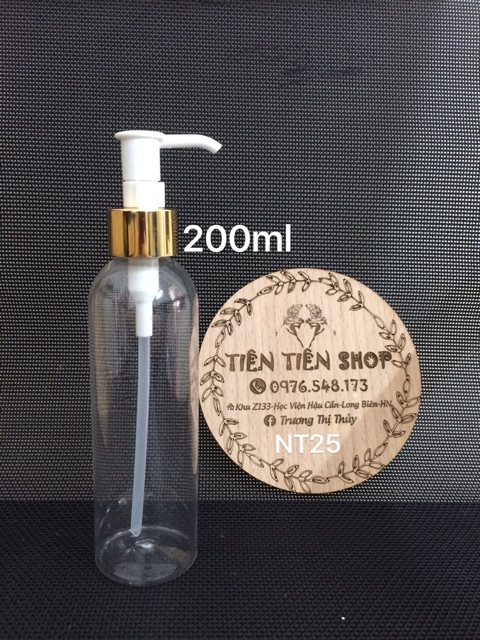 200ml
TIÊN TIÊN SHOP
0976.548.173
Khu Z133-Học Viện Hậu Cần-Long Biên-HN
Trương Thị Thủy
NT25